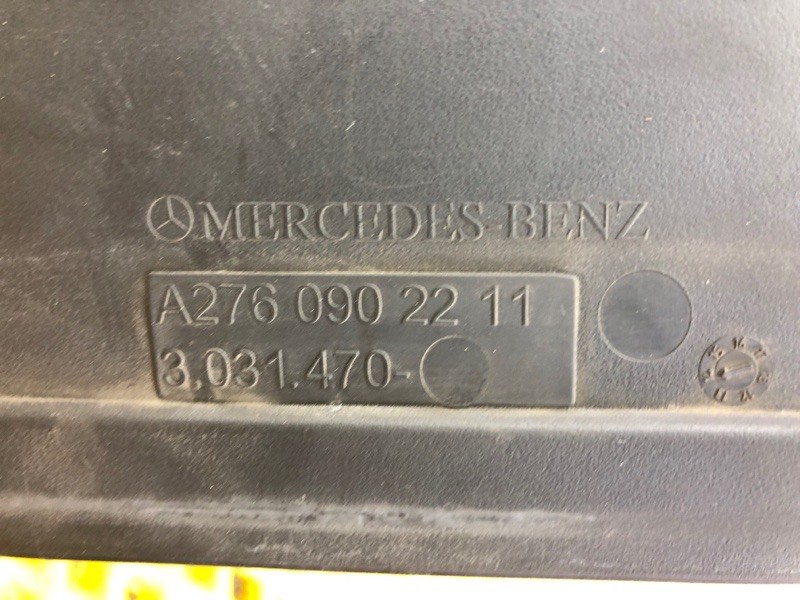 MERCEDES-BENZ
A276 090 22 11
3.031.470-